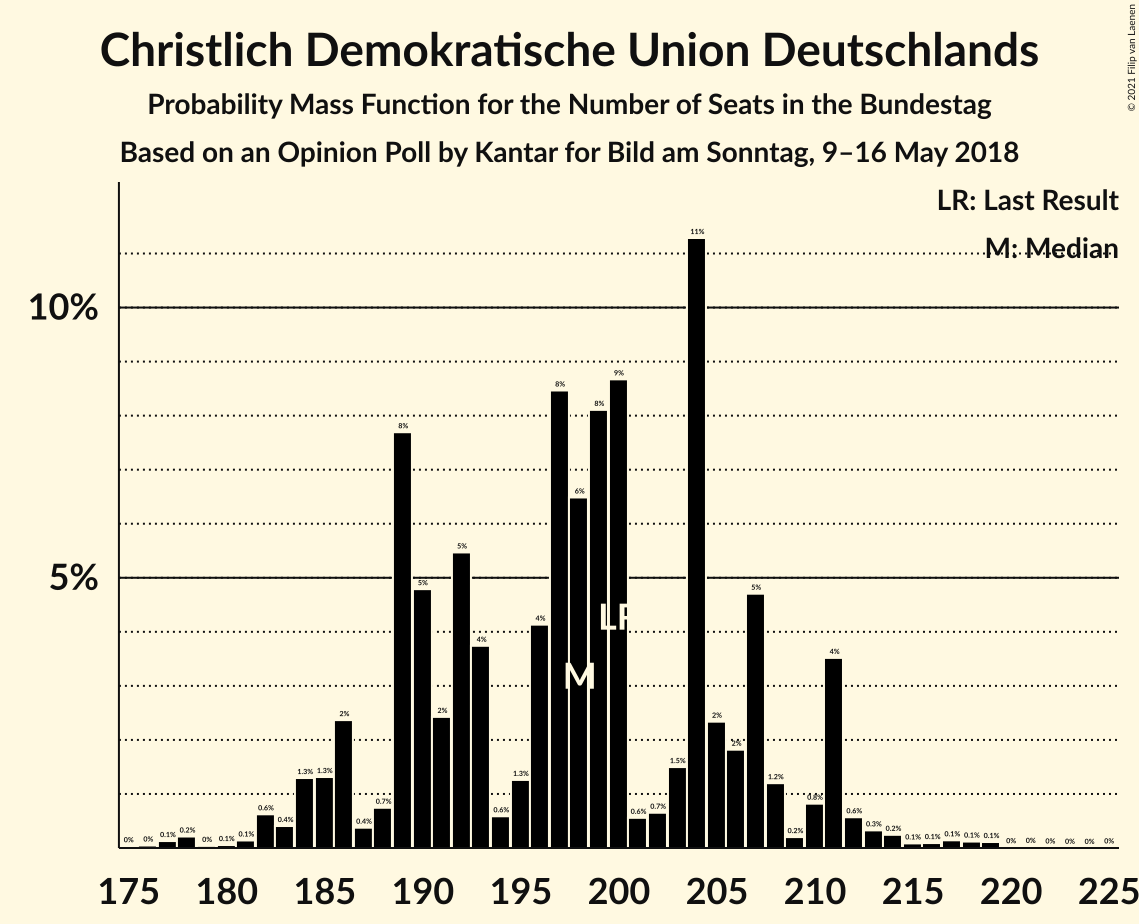 Christlich Demokratische Union Deutschlands
Probability Mass Function for the Number of Seats in the Bundestag
Based on an Opinion Poll by Kantar for Bild am Sonntag, 9–16 May 2018
© 2021 Filip van Laenen
LR: Last Result
M: Median
10%
5%
0% 0% 0.1% 0.2% 0% 0.1% 0.1% 0.6% 0.4% 1.3% 1.3% 2% 0.4% 0.7% 8% 5% 2% 5% 4% 0.6% 1.3% 4% 8% 6% 8% 9% 0.6% 0.7% 1.5% 11% 2% 2% 5% 1.2% 0.2% 0.8% 4% 0.6% 0.3% 0.2% 0.1% 0.1% 0.1% 0.1% 0.1% 0% 0% 0% 0% 0% 0%
LR
M
175 180 185 190 195 200 205 210 215 220 225